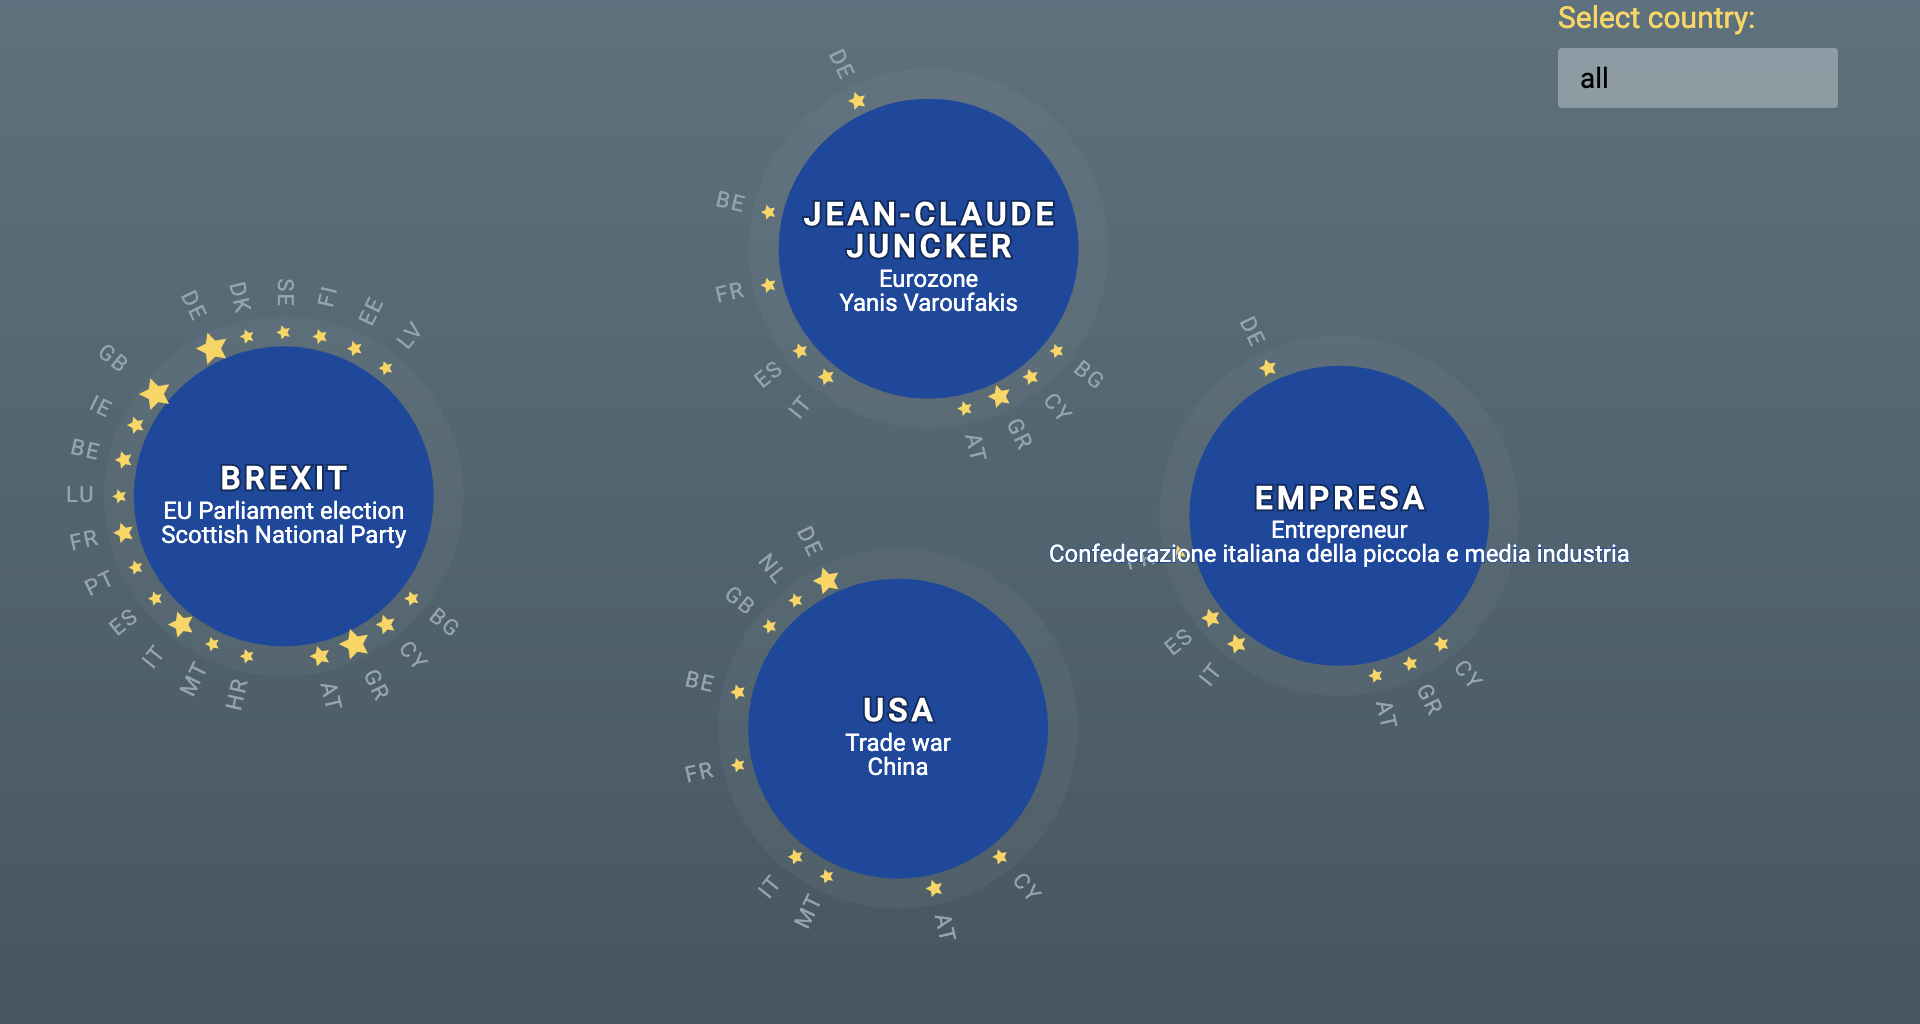 Select country:
all
DE
BE
FR
ES
IT
AT
GR
CY
BG
JEAN-CLAUDE
JUNCKER
Eurozone
Yanis Varoufakis
LV
EE
FI
SE
DK
DE
GB
IE
BE
LU
FR
PT
ES
IT
MT
HR
AT
GR
CY
BG
BREXIT
EU Parliament election
Scottish National Party
DE
ES
IT
AT
GR
CY
EMPRESA
Entrepreneur
Confederazione italiana della piccola e media industria
DE
NL
GB
BE
FR
IT
MT
AT
CY
USA
Trade war
China